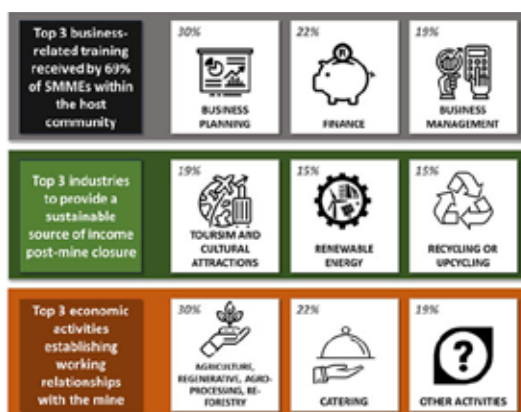 Top 3 business-
related training
received by 69%
of SMMEs within
the host
community
30%
BUSINESS
PLANNING
22%
FINANCE
19%
BUSINESS
MANAGEMENT
Top 3 industries
to provide a
sustainable
source of income
post-mine closure
19%
TOURSIM AND
CULTURAL
ATTRACTIONS
15%
RENEWABLE
ENERGY
15%
RECYCLING OR
UPCYCLING
Top 3 economic
activities
establishing
working
relationships
with the mine
30%
AGRICULTURE,
REGENERATIVE, AGRO-
PROCESSING, RE-
FORESTRY
22%
CATERING
19%
?
OTHER ACTIVITIES